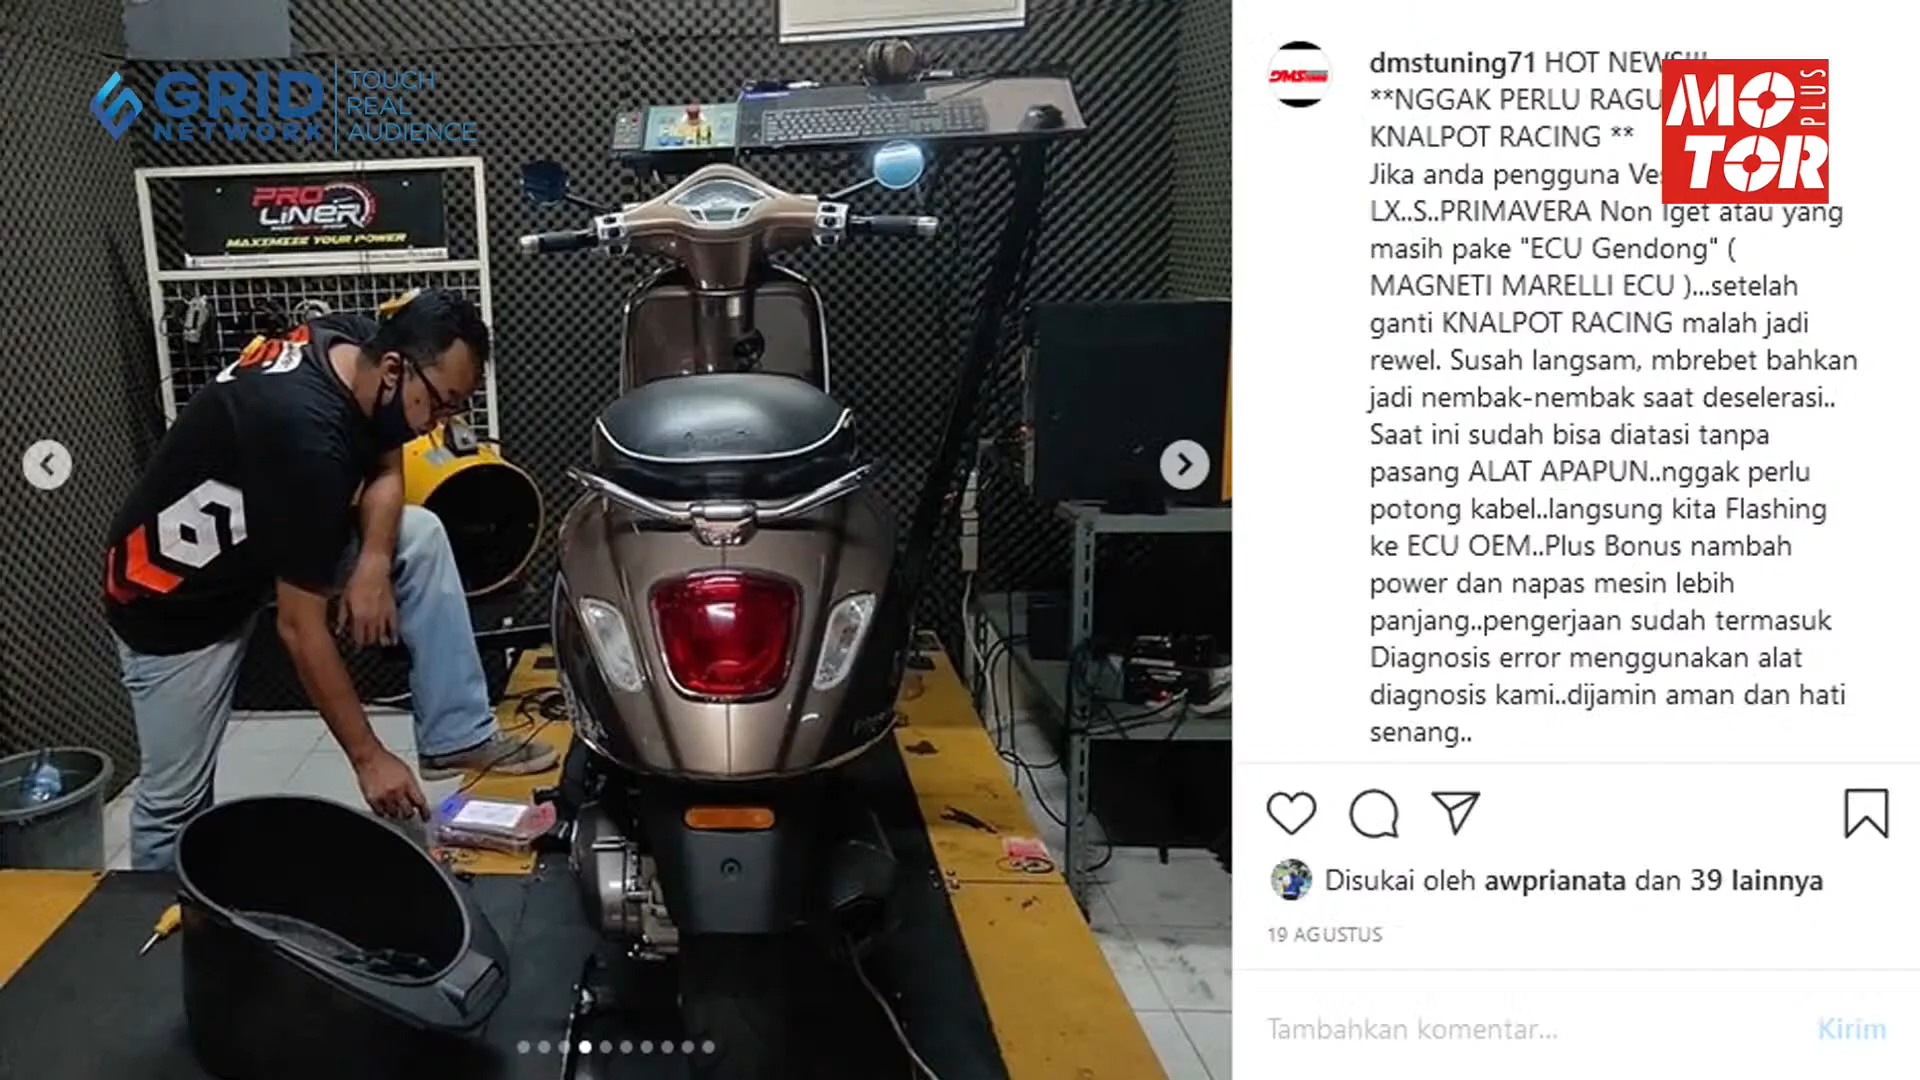 GRID
NETWORK
TOUCH
REAL
AUDIENCE
PRO
LINER
MAXIMIZE YOUR POWER
DMS
dmstuning71 HOT NEWS!!!!
**NGGAK PERLU
KNALPOT RACING **
Jika anda pengguna
LX..S..PRIMAVERA Non Iget atau yang
masih pake "ECU Gendong" (
MAGNETI MARELLI ECU )...setelah
ganti KNALPOT RACING malah jadi
rewel. Susah langsam, mbrebet bahkan
jadi nembak-nembak saat deselerasi..
Saat ini sudah bisa diatasi tanpa
pasang ALAT APAPUN..nggak perlu
potong kabel..langsung kita Flashing
ke ECU OEM..Plus Bonus nambah
power dan napas mesin lebih
panjang..pengerjaan sudah termasuk
Diagnosis error menggunakan alat
diagnosis kami..dijamin aman dan hati
senang..
MOTOR
PLUS
Disukai oleh awprianata dan 39 lainnya
19 AGUSTUS
Tambahkan komentar...
Kirim